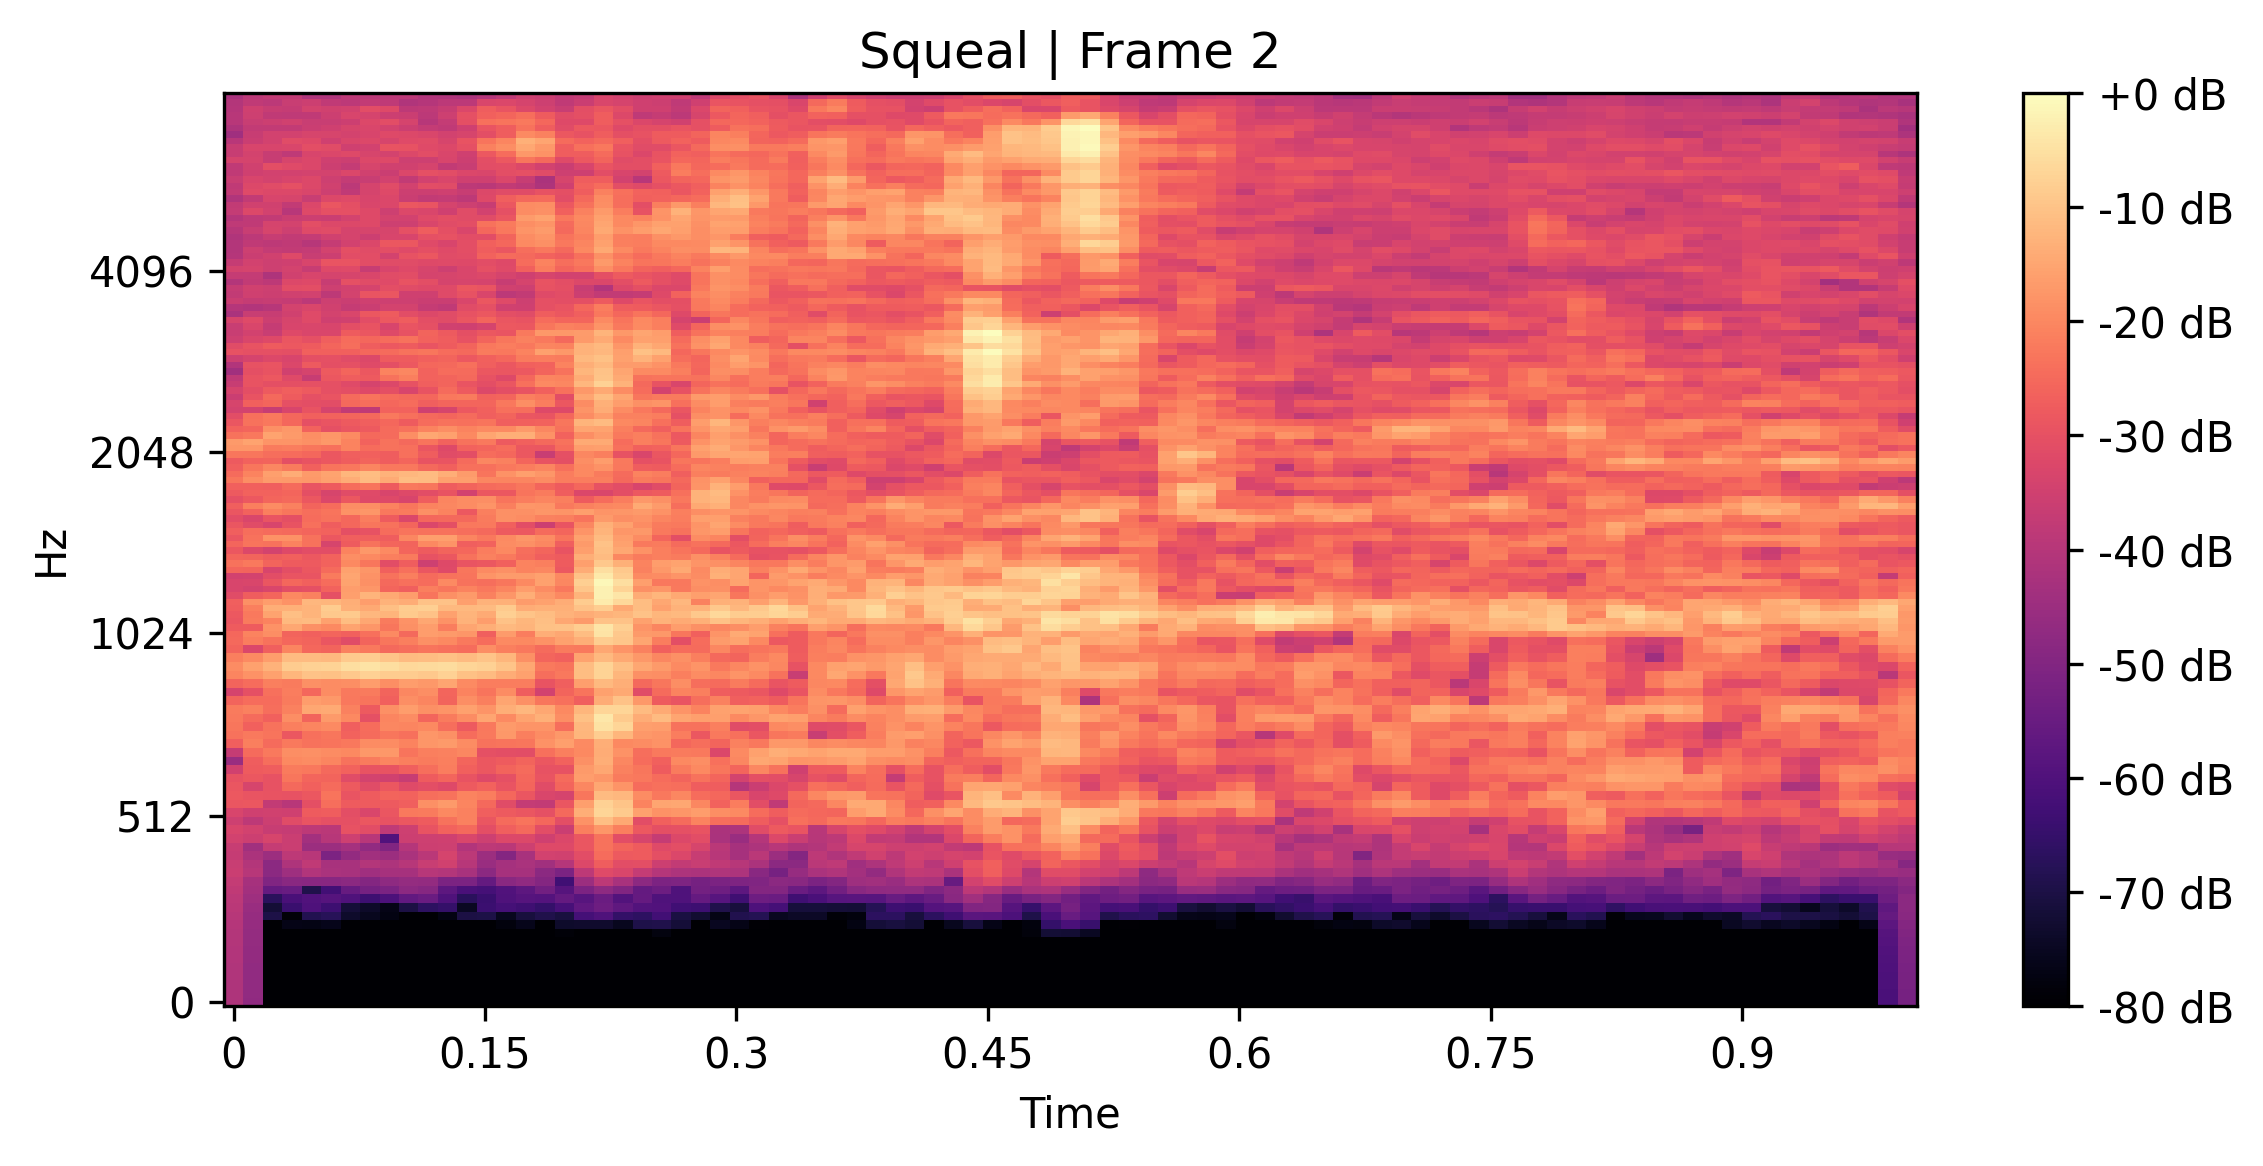 Squeal | Frame 2
Hz
4096
2048
1024
512
0
0 0.15 0.3 0.45 0.6 0.75 0.9
Time
+0 dB
-10 dB
-20 dB
-30 dB
-40 dB
-50 dB
-60 dB
-70 dB
-80 dB